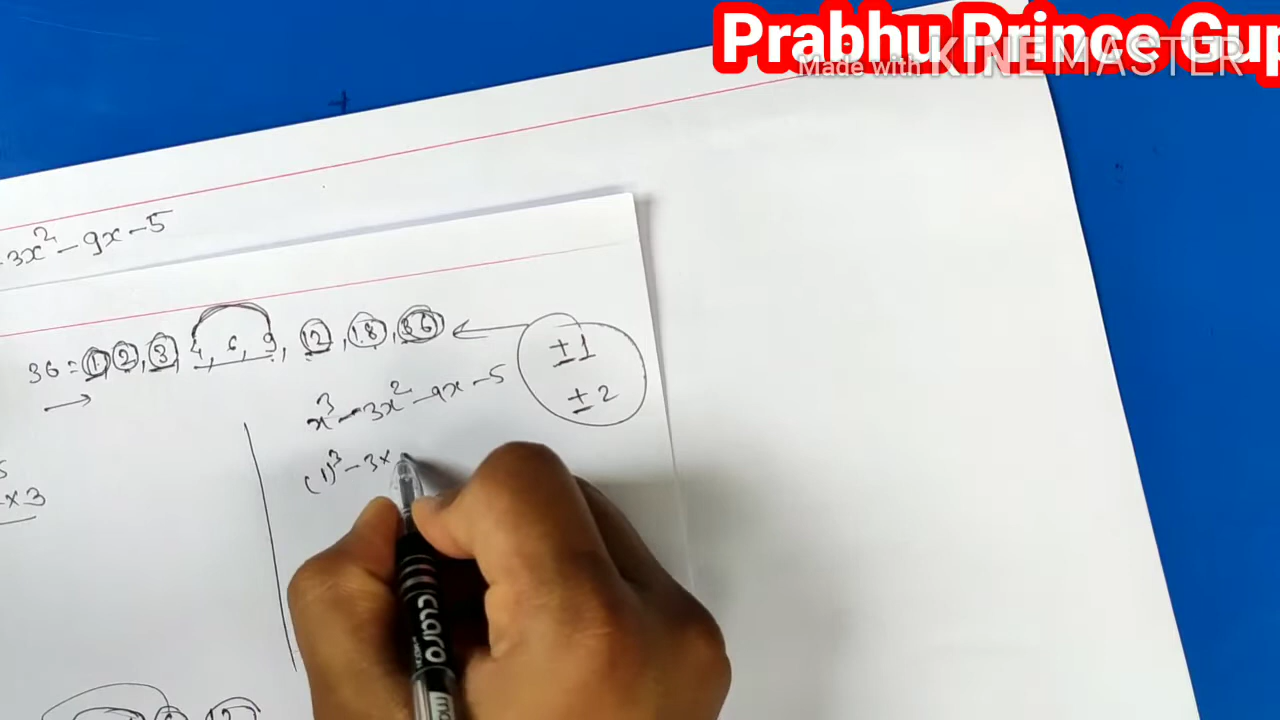 Prabhu Prince Gup
Made with KINEMASTER
3x² - 9x - 5
36 = 1, 2, 3, 4, 6, 9, 12, 18, 36
±1
±2
x³ - 3x² - 9x - 5
(1)³ - 3×
×3